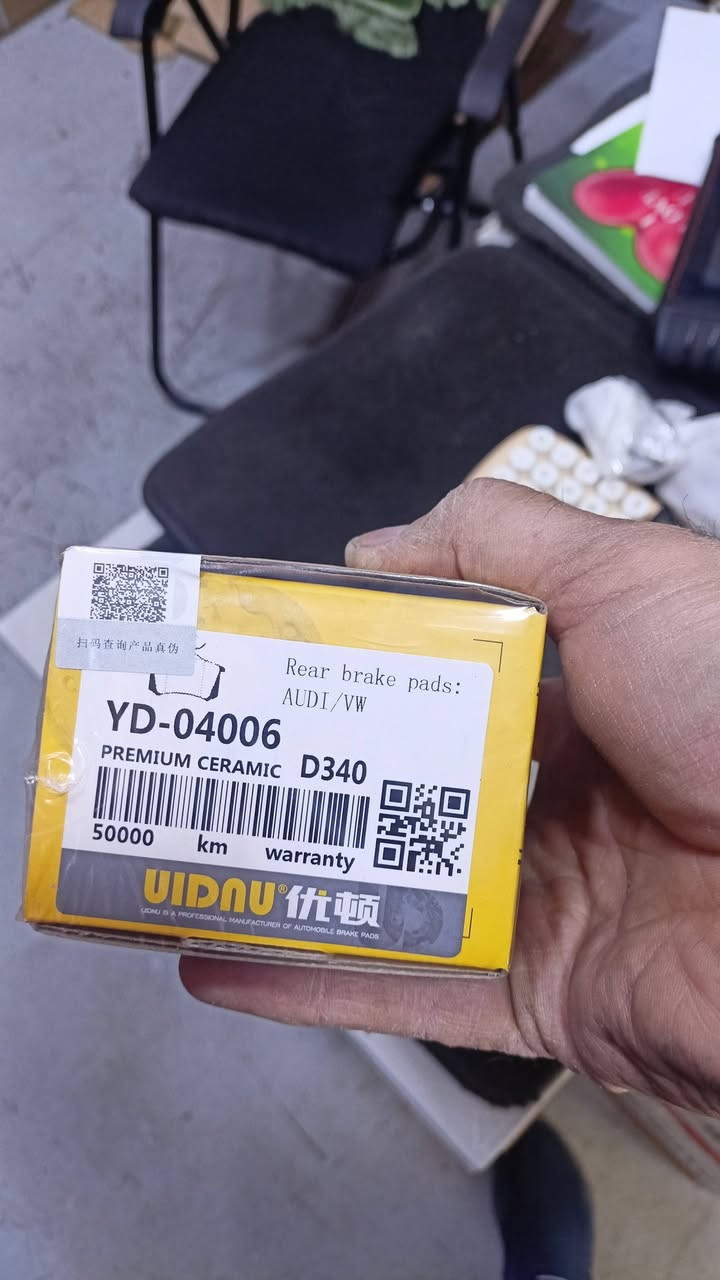 扫码查询产品真伪
Rear brake pads:
AUDI/VW
YD-04006
PREMIUM CERAMIC D340
50000 km warranty
UIDNU®优顿
UIDNU IS A PROFESSIONAL MANUFACTURER OF AUTOMOBILE BRAKE PADS